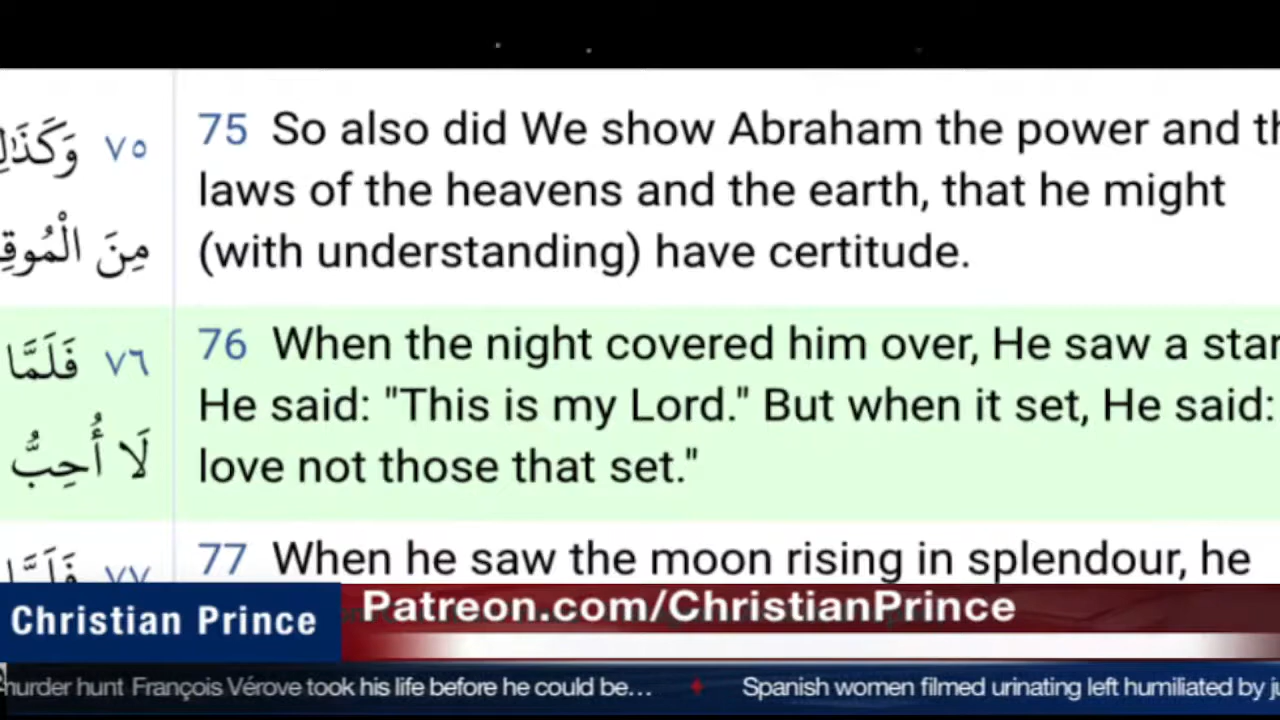 75 So also did We show Abraham the power and th
laws of the heavens and the earth, that he might
(with understanding) have certitude.
٧٥ وَكَذَٰلِ
مِنَ الْمُوقِ
76 When the night covered him over, He saw a star
He said: "This is my Lord." But when it set, He said:
love not those that set."
٧٦ فَلَمَّا
لَا أُحِبُّ
77 When he saw the moon rising in splendour, he
٧٧ فَلَمَّا
Christian Prince
Patreon.com/ChristianPrince
murder hunt François Vérove took his life before he could be... ♦ Spanish women filmed urinating left humiliated by ju